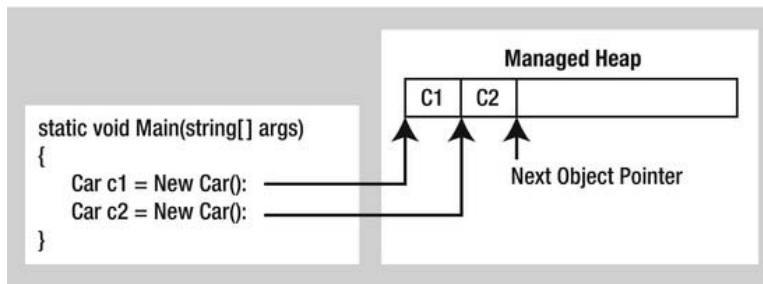 static void Main(string[] args)
{
Car c1 = New Car():
Car c2 = New Car():
}
Managed Heap
C1 C2
Next Object Pointer